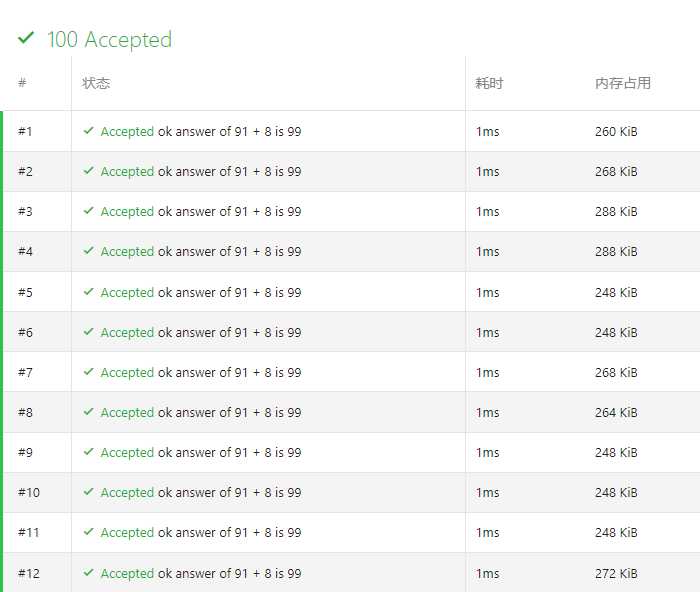 100 Accepted
# 状态 耗时 内存占用
#1 Accepted ok answer of 91 + 8 is 99 1ms 260 KiB
#2 Accepted ok answer of 91 + 8 is 99 1ms 268 KiB
#3 Accepted ok answer of 91 + 8 is 99 1ms 288 KiB
#4 Accepted ok answer of 91 + 8 is 99 1ms 288 KiB
#5 Accepted ok answer of 91 + 8 is 99 1ms 248 KiB
#6 Accepted ok answer of 91 + 8 is 99 1ms 248 KiB
#7 Accepted ok answer of 91 + 8 is 99 1ms 268 KiB
#8 Accepted ok answer of 91 + 8 is 99 1ms 264 KiB
#9 Accepted ok answer of 91 + 8 is 99 1ms 248 KiB
#10 Accepted ok answer of 91 + 8 is 99 1ms 248 KiB
#11 Accepted ok answer of 91 + 8 is 99 1ms 248 KiB
#12 Accepted ok answer of 91 + 8 is 99 1ms 272 KiB